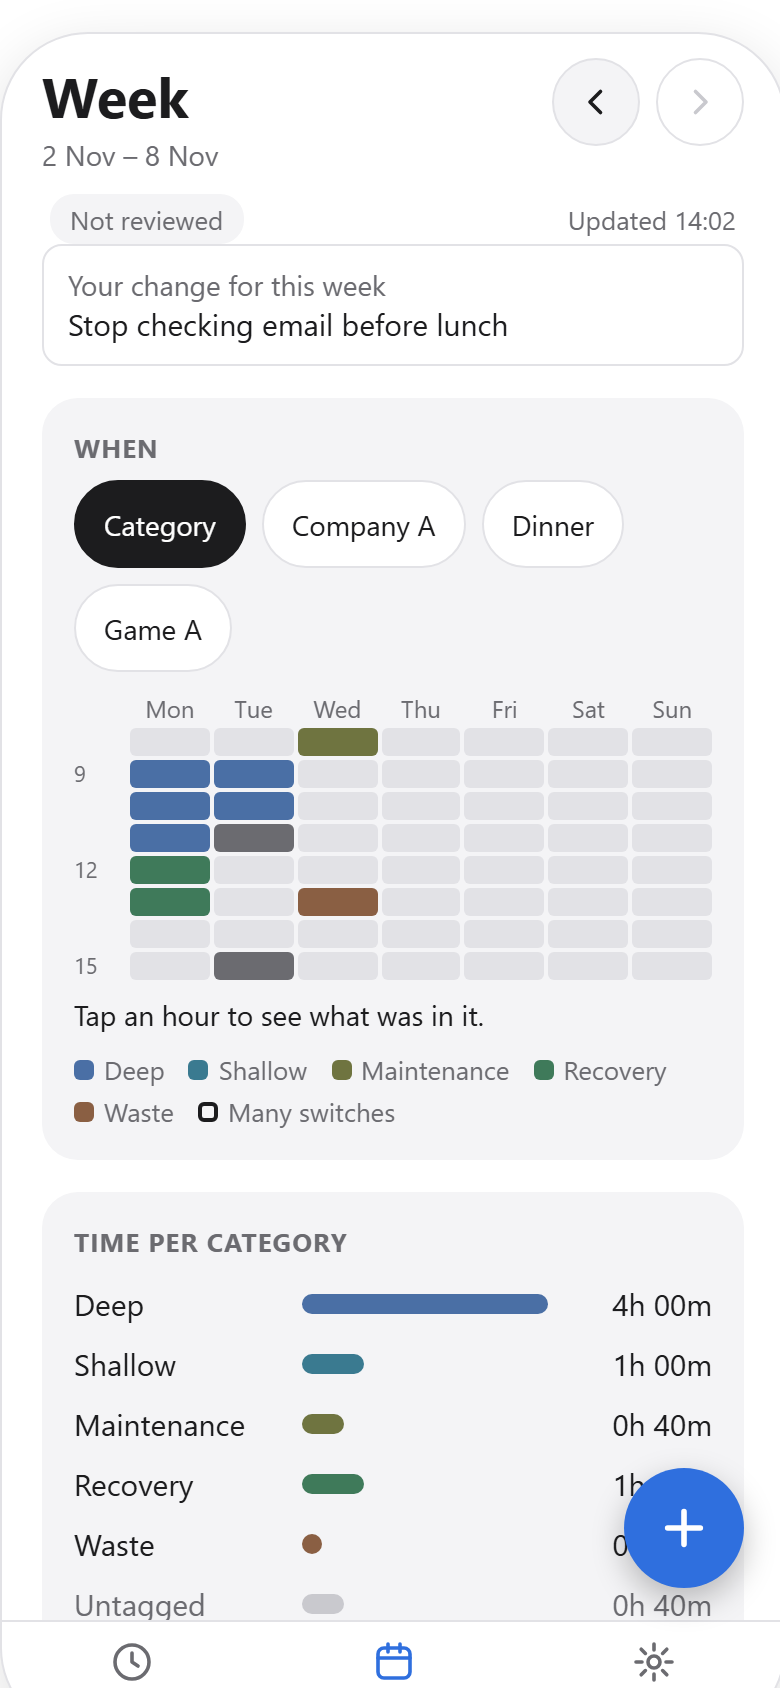 Week
2 Nov – 8 Nov
Not reviewed Updated 14:02
Your change for this week
Stop checking email before lunch
WHEN
Category Company A Dinner
Game A
Mon Tue Wed Thu Fri Sat Sun
9
12
15
Tap an hour to see what was in it.
Deep Shallow Maintenance Recovery
Waste Many switches
TIME PER CATEGORY
Deep 4h 00m
Shallow 1h 00m
Maintenance 0h 40m
Recovery 1h
Waste 0
Untagged 0h 40m